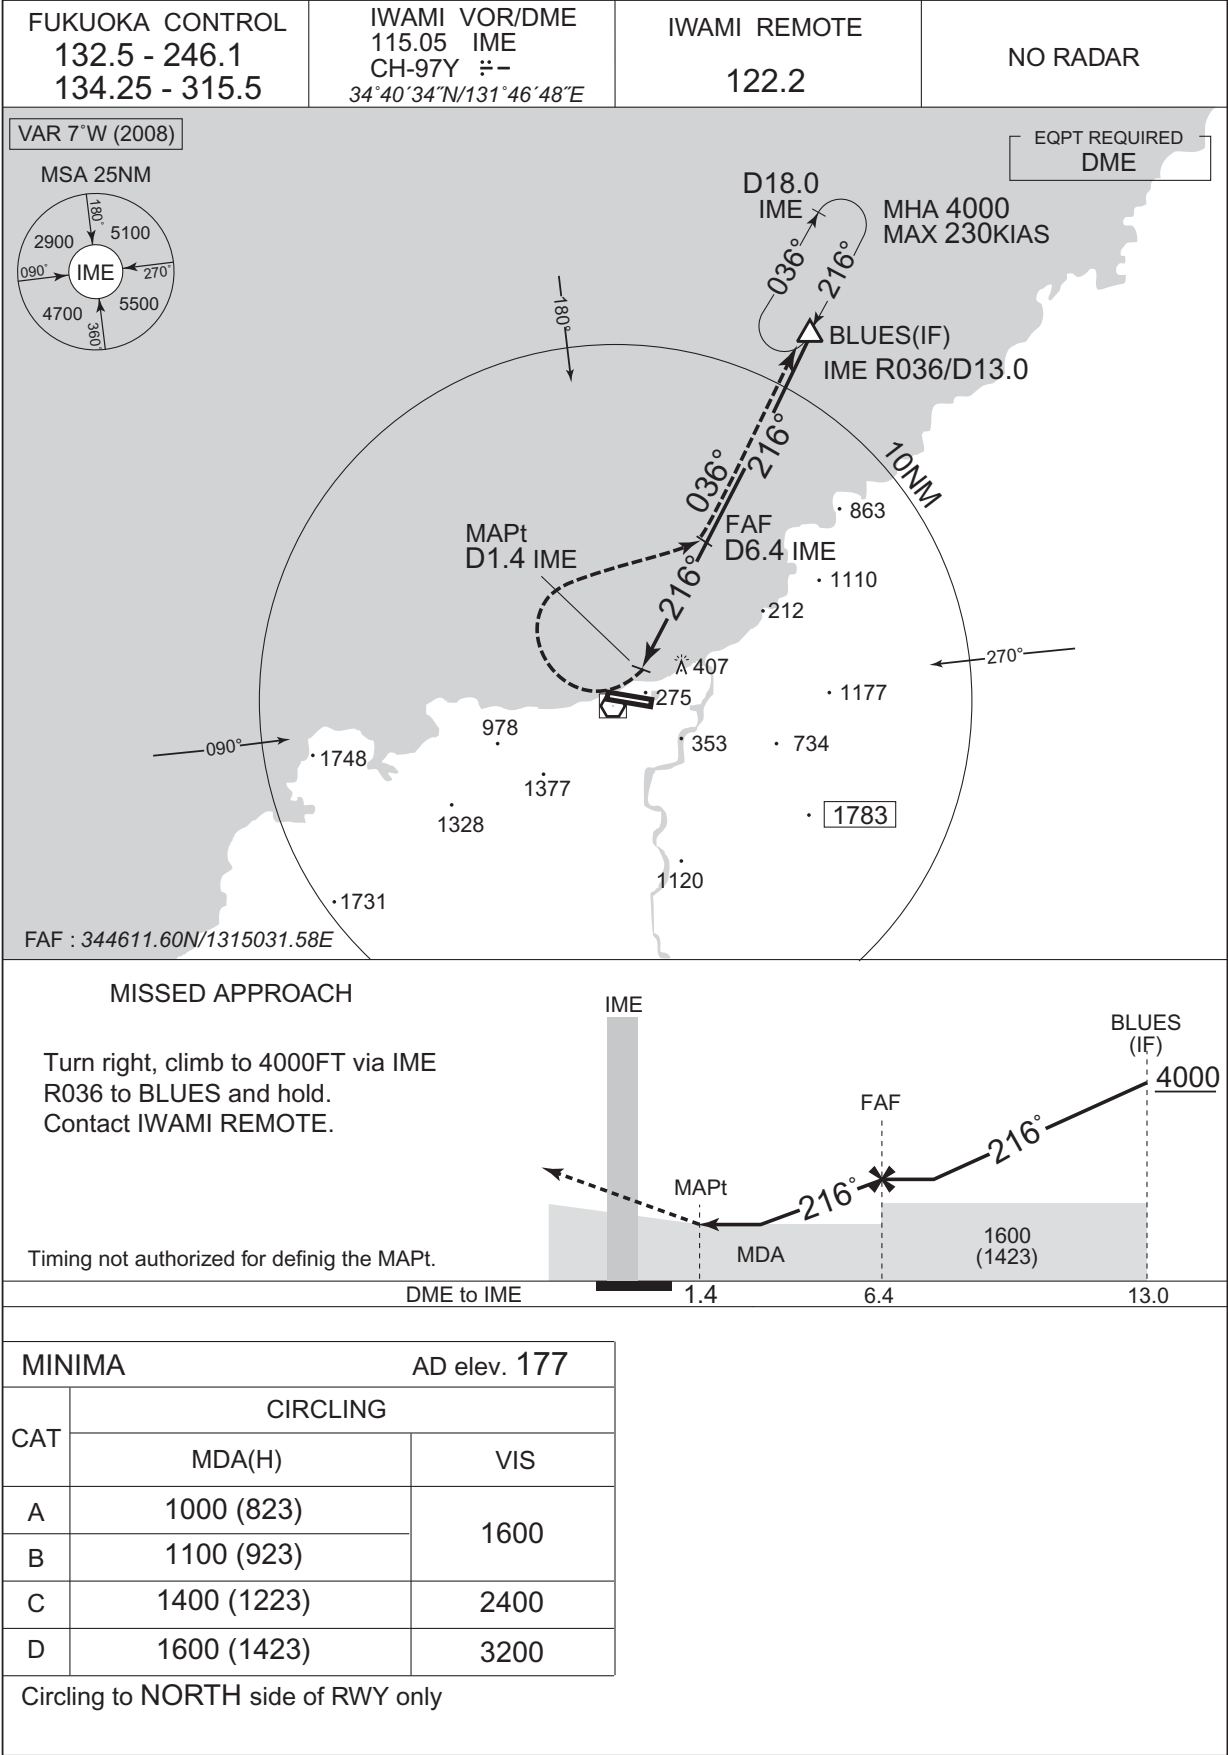 FUKUOKA CONTROL
132.5 - 246.1
134.25 - 315.5
IWAMI VOR/DME
115.05 IME
CH-97Y
34°40´34˝N/131°46´48˝E
IWAMI REMOTE
122.2
NO RADAR
VAR 7°W (2008)
EQPT REQUIRED
DME
MSA 25NM
180°
2900
5100
090°
IME
270°
4700
5500
360°
D18.0
IME
MHA 4000
MAX 230KIAS
036°
216°
180°
BLUES(IF)
IME R036/D13.0
216°
036°
10NM
863
MAPt
D1.4 IME
FAF
D6.4 IME
216°
1110
212
407
270°
275
1177
978
353
734
090°
1748
1377
1328
1783
1120
1731
FAF : 344611.60N/1315031.58E
MISSED APPROACH
Turn right, climb to 4000FT via IME
R036 to BLUES and hold.
Contact IWAMI REMOTE.
IME
BLUES
(IF)
4000
FAF
216°
MAPt
216°
MDA
1600
(1423)
Timing not authorized for definig the MAPt.
DME to IME
1.4
6.4
13.0
MINIMA
AD elev. 177
CAT
CIRCLING
MDA(H)
VIS
A
1000 (823)
1600
B
1100 (923)
C
1400 (1223)
2400
D
1600 (1423)
3200
Circling to NORTH side of RWY only